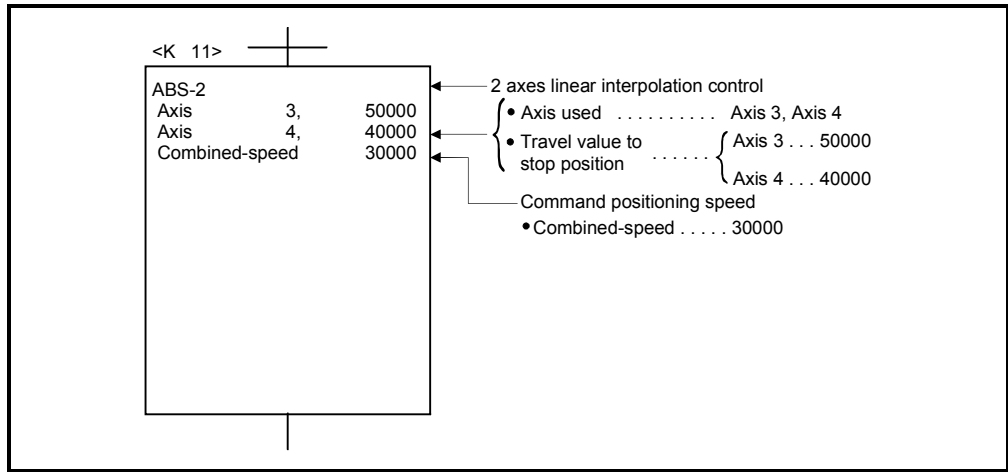 <K 11>
ABS-2
Axis 3, 50000
Axis 4, 40000
Combined-speed 30000
2 axes linear interpolation control
• Axis used . . . . . . . . . . Axis 3, Axis 4
• Travel value to
stop position . . . . . .
Axis 3 . . . 50000
Axis 4 . . . 40000
Command positioning speed
• Combined-speed . . . . . 30000